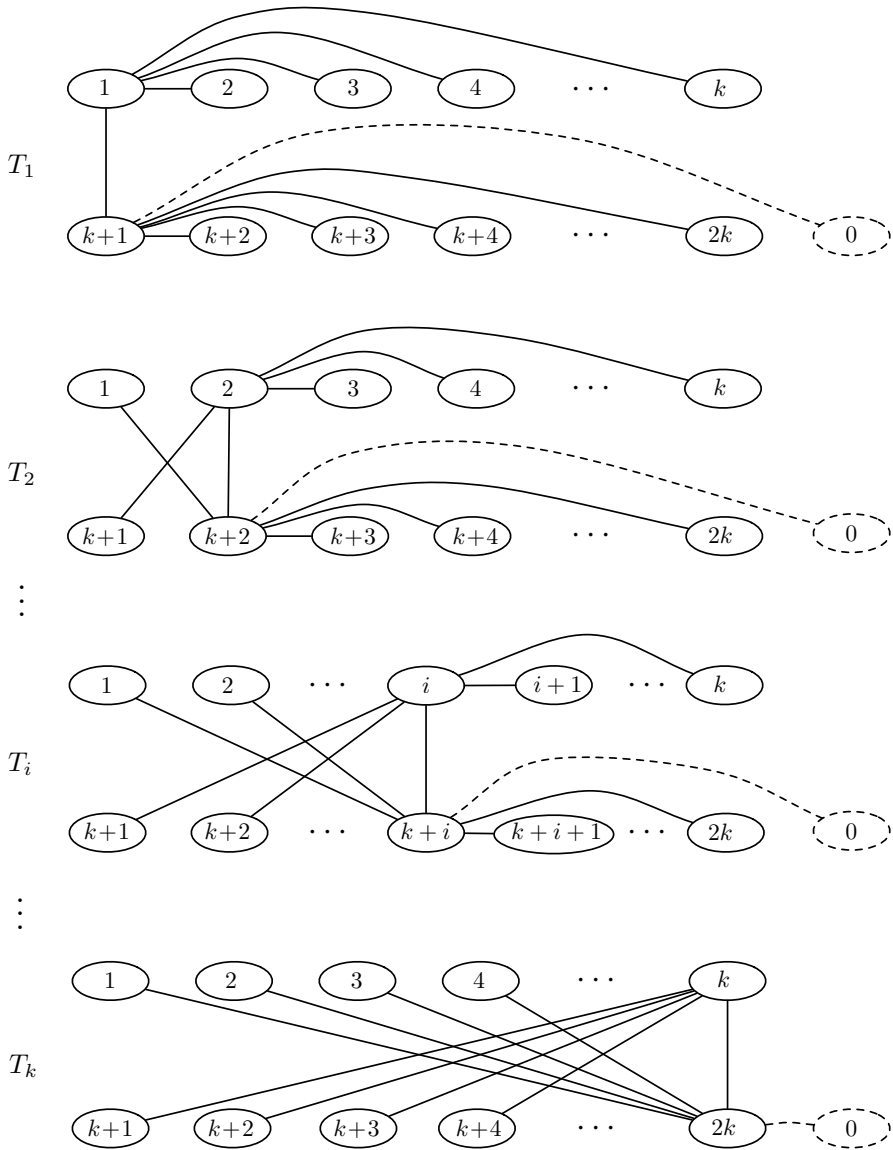 1 2 3 4 ⋯ k
T₁
k+1 k+2 k+3 k+4 ⋯ 2k 0
1 2 3 4 ⋯ k
T₂
k+1 k+2 k+3 k+4 ⋯ 2k 0
⋮
1 2 ⋯ i i+1 ⋯ k
Tᵢ
k+1 k+2 ⋯ k+i k+i+1 ⋯ 2k 0
⋮
1 2 3 4 ⋯ k
Tₖ
k+1 k+2 k+3 k+4 ⋯ 2k 0